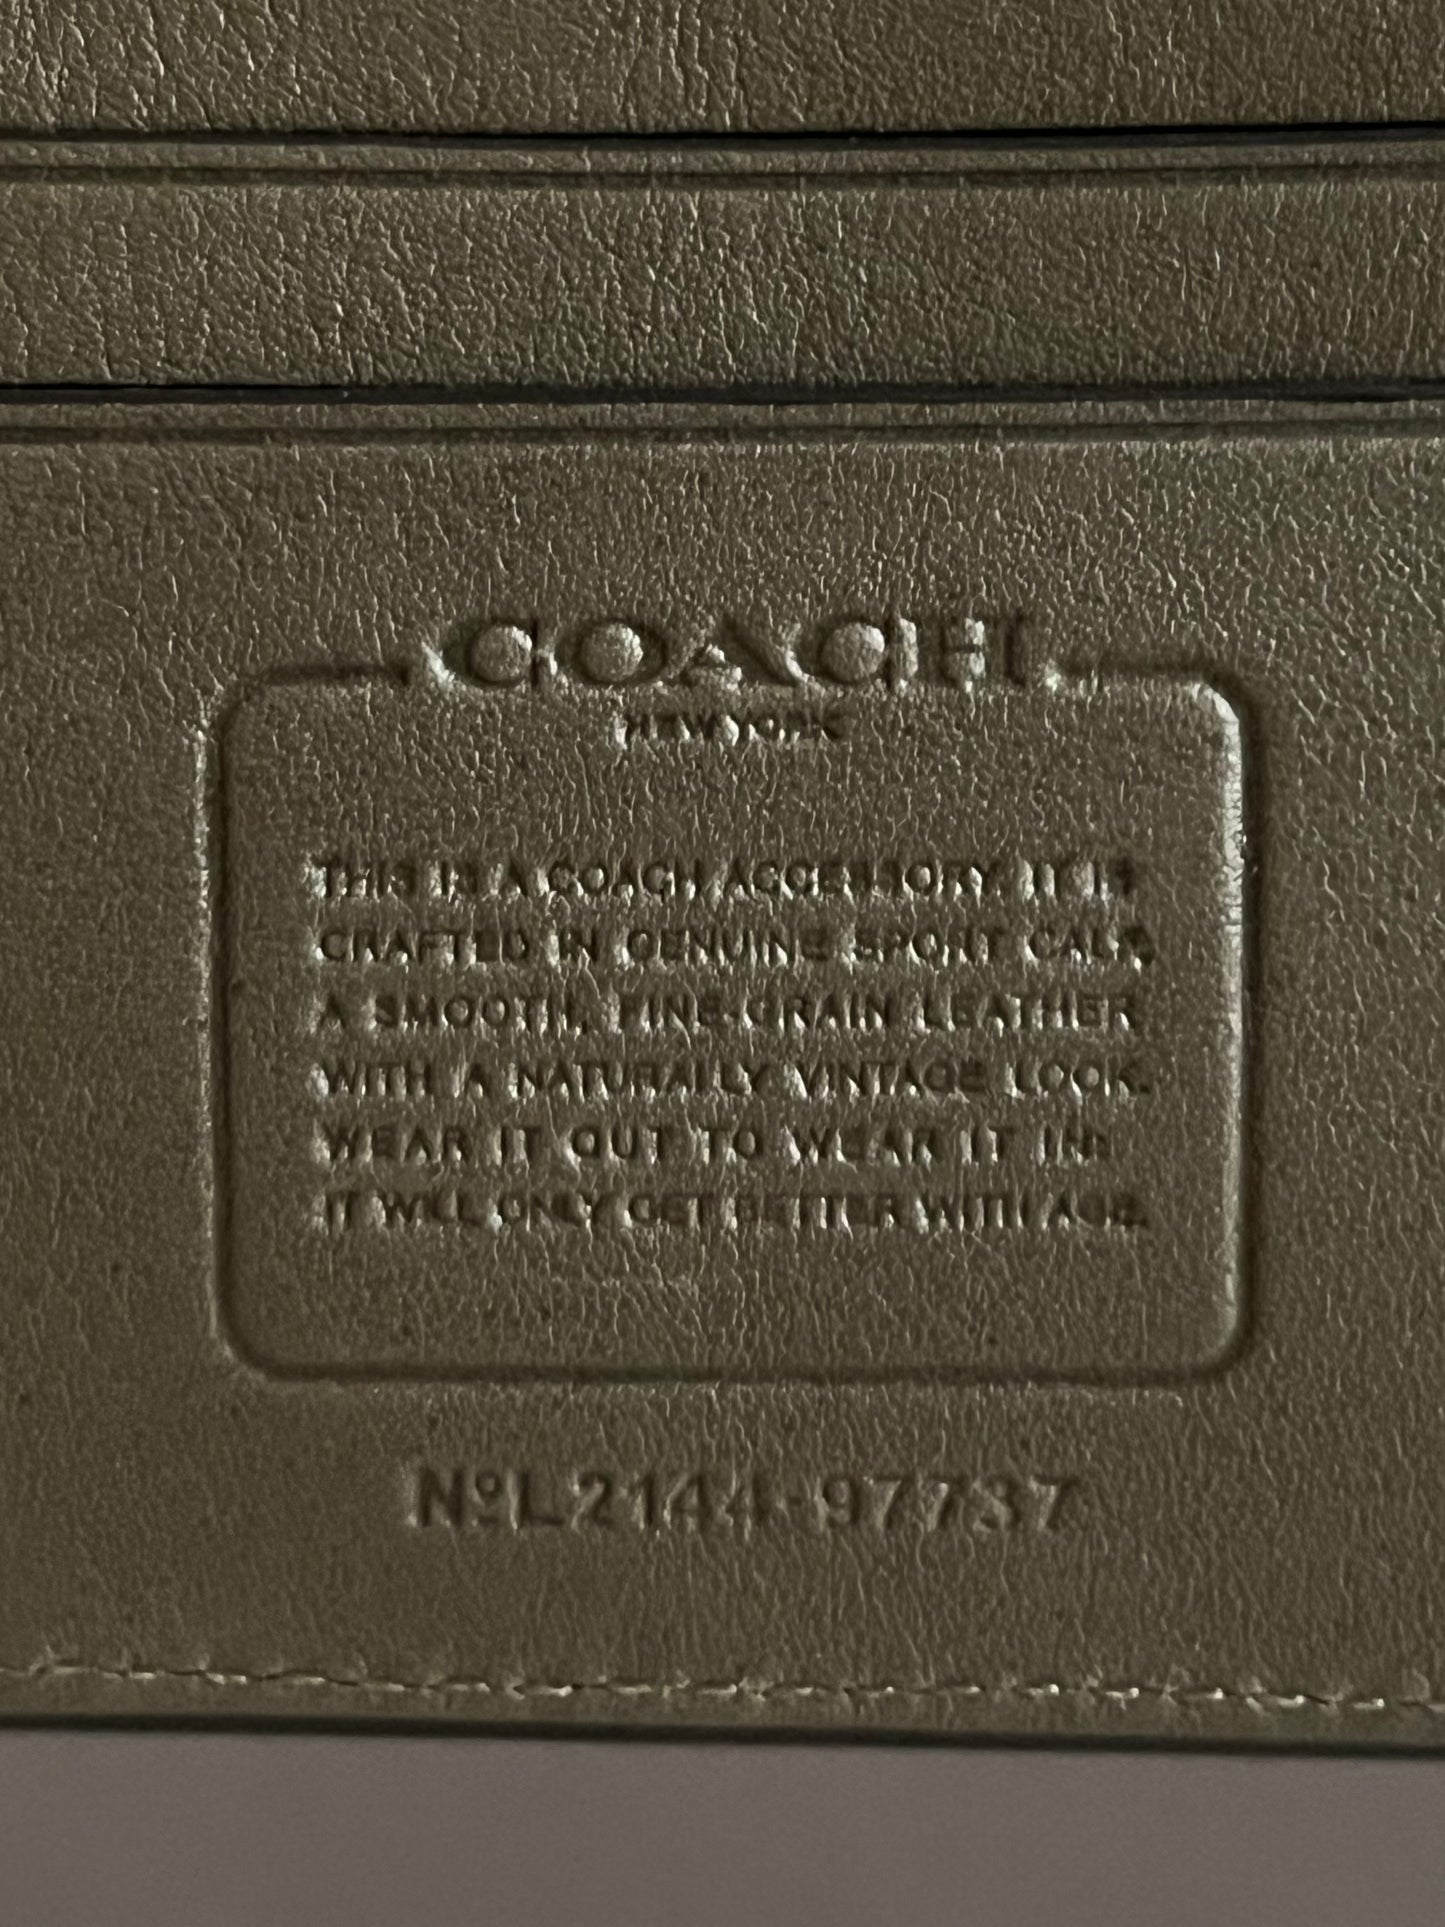 COACH
NEW YORK
THIS IS A COACH ACCESSORY. IT IS
CRAFTED IN GENUINE SPORT CALF,
A SMOOTH, FINE-GRAIN LEATHER
WITH A NATURALLY VINTAGE LOOK.
WEAR IT OUT TO WEAR IT IN:
IT WILL ONLY GET BETTER WITH AGE.
NºL2144-97737